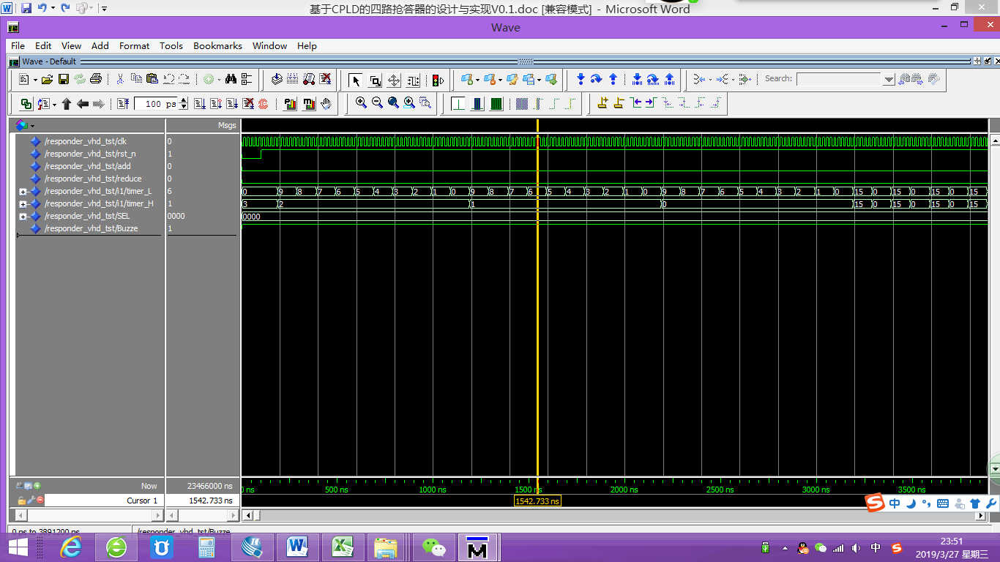 基于CPLD的四路抢答器的设计与实现V0.1.doc [兼容模式] - Microsoft Word
Wave
File Edit View Add Format Tools Bookmarks Window Help
Wave - Default
Search:
100 ps
Msgs
/responder_vhd_tst/clk 0
/responder_vhd_tst/rst_n 1
/responder_vhd_tst/add 0
/responder_vhd_tst/reduce 0
/responder_vhd_tst/i1/timer_L 6 0 9 8 7 6 5 4 3 2 1 0 9 8 7 6 5 4 3 2 1 0 9 8 7 6 5 4 3 2 1 0 15 0 15 0 15 0 15
/responder_vhd_tst/i1/timer_H 1 3 2 1 0 15 0 15 0 15 0 15
/responder_vhd_tst/SEL 0000 0000
/responder_vhd_tst/Buzze 1
Now 23466000 ns 0 ns 500 ns 1000 ns 1500 ns 2000 ns 2500 ns 3000 ns 3500 ns
Cursor 1 1542.733 ns 1542.733 ns
中
0 ps to 3891200 ps /responder_vhd_tst/Buzze
中
23:51
2019/3/27 星期三